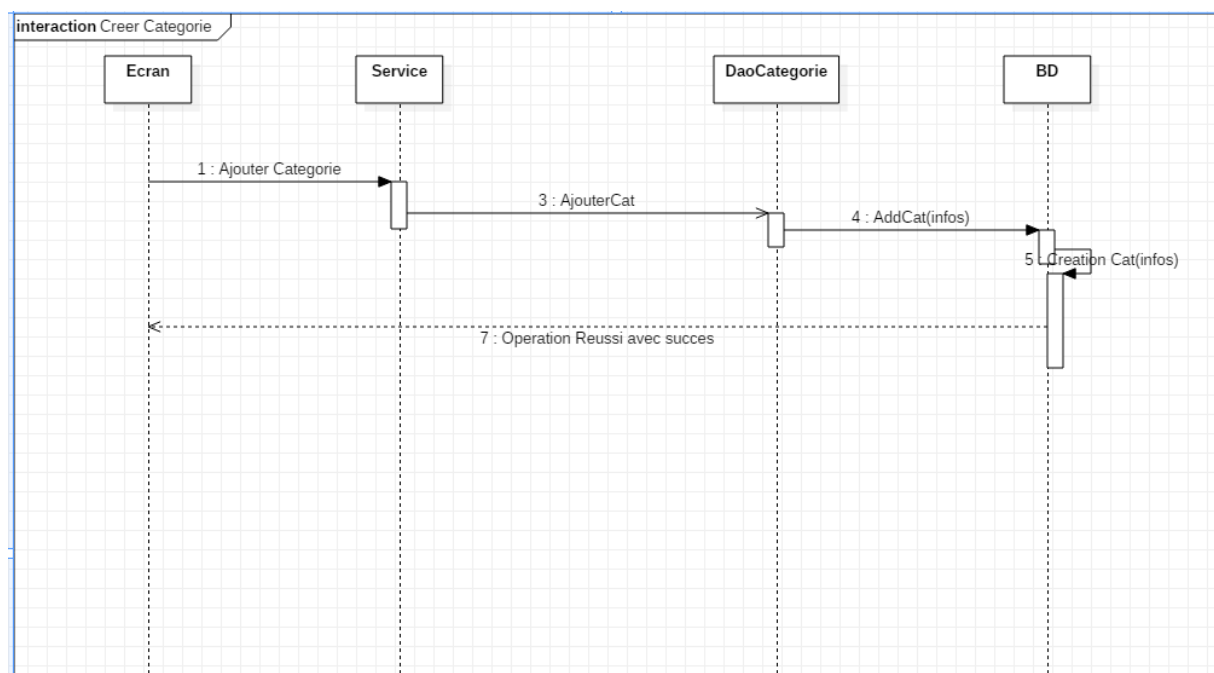 interaction Creer Categorie
Ecran
Service
DaoCategorie
BD
1 : Ajouter Categorie
3 : AjouterCat
4 : AddCat(infos)
5 : Creation Cat(infos)
7 : Operation Reussi avec succes